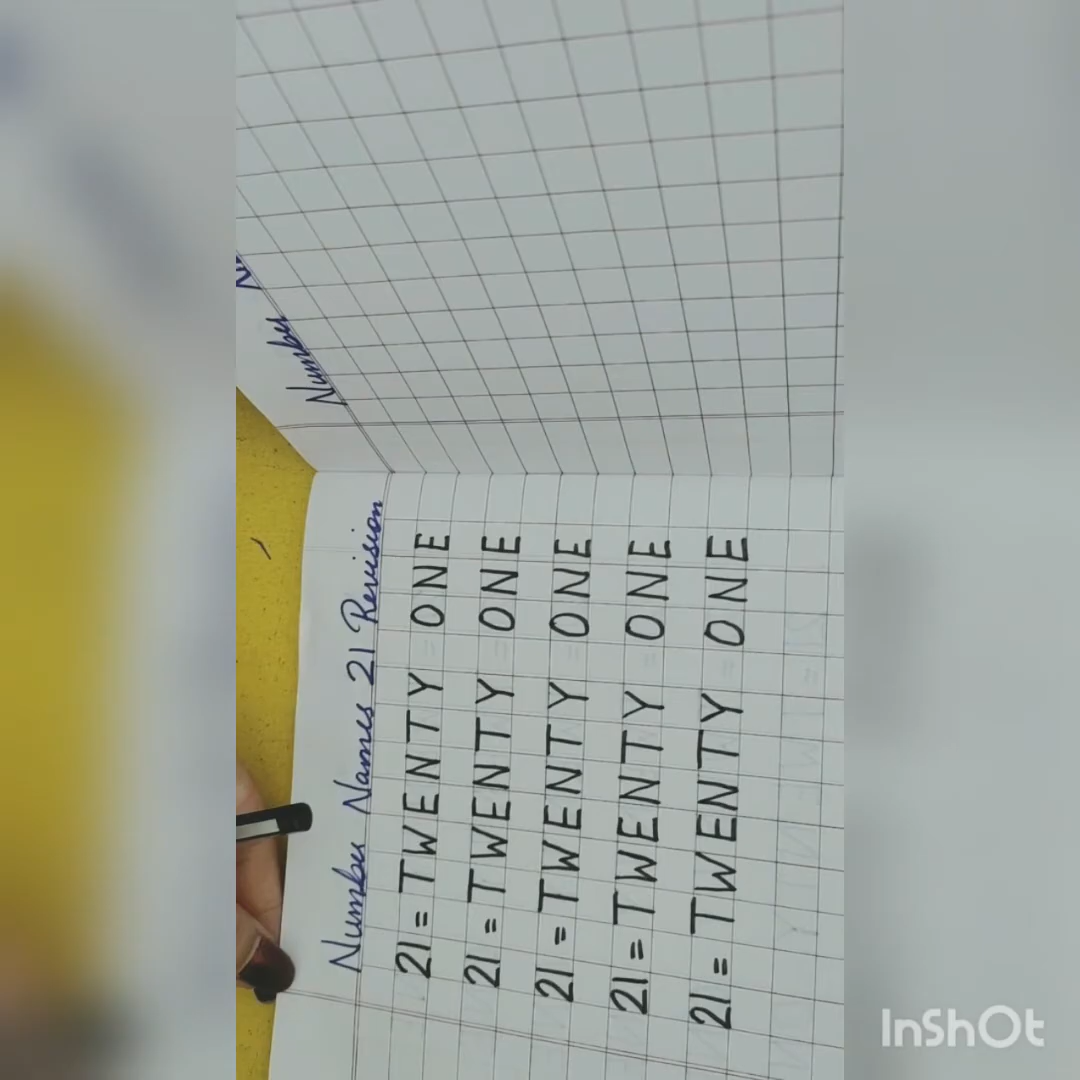 Number Names 21 Revision
21 = TWENTY ONE
21 = TWENTY ONE
21 = TWENTY ONE
21 = TWENTY ONE
21 = TWENTY ONE
Number
InShOt